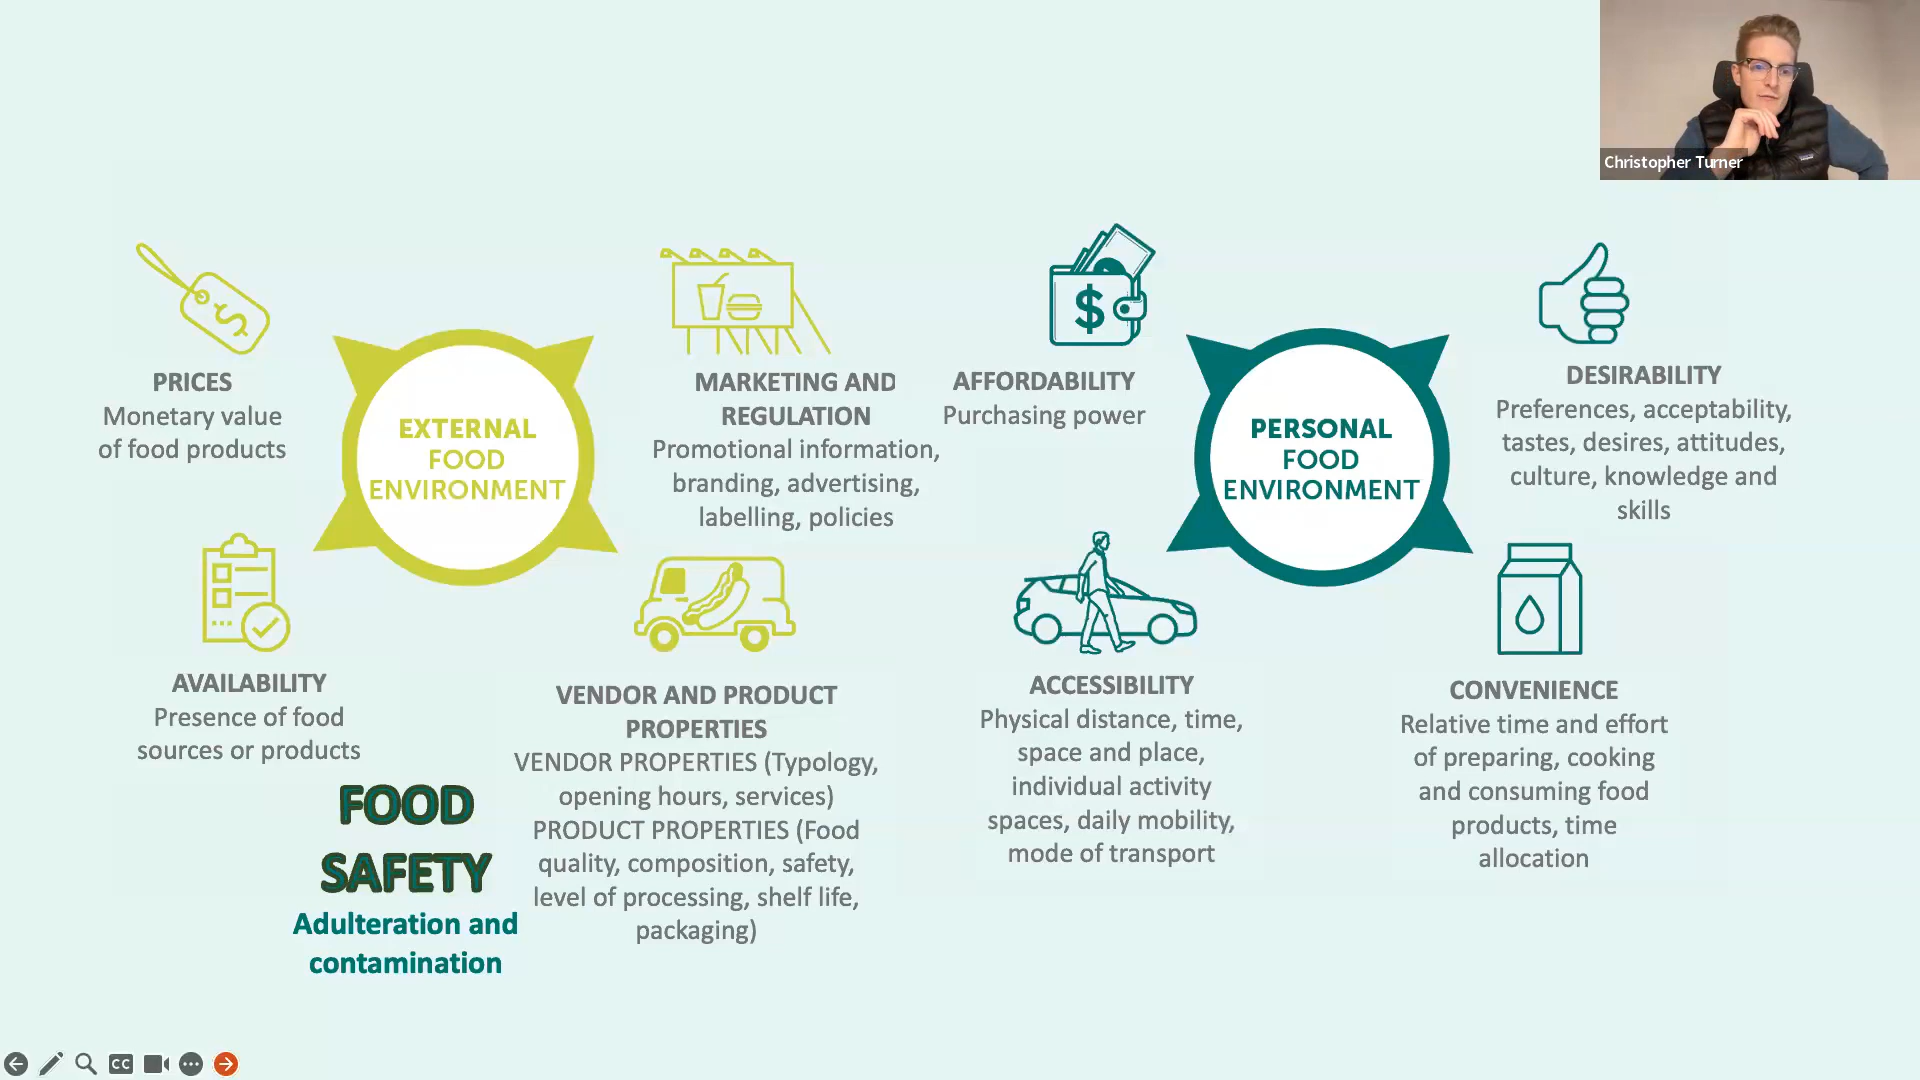 Christopher Turner
PRICES
Monetary value
of food products
EXTERNAL
FOOD
ENVIRONMENT
MARKETING AND
REGULATION
Promotional information,
branding, advertising,
labelling, policies
AVAILABILITY
Presence of food
sources or products
VENDOR AND PRODUCT
PROPERTIES
VENDOR PROPERTIES (Typology,
opening hours, services)
PRODUCT PROPERTIES (Food
quality, composition, safety,
level of processing, shelf life,
packaging)
FOOD
SAFETY
Adulteration and
contamination
AFFORDABILITY
Purchasing power
$
PERSONAL
FOOD
ENVIRONMENT
DESIRABILITY
Preferences, acceptability,
tastes, desires, attitudes,
culture, knowledge and
skills
ACCESSIBILITY
Physical distance, time,
space and place,
individual activity
spaces, daily mobility,
mode of transport
CONVENIENCE
Relative time and effort
of preparing, cooking
and consuming food
products, time
allocation
CC